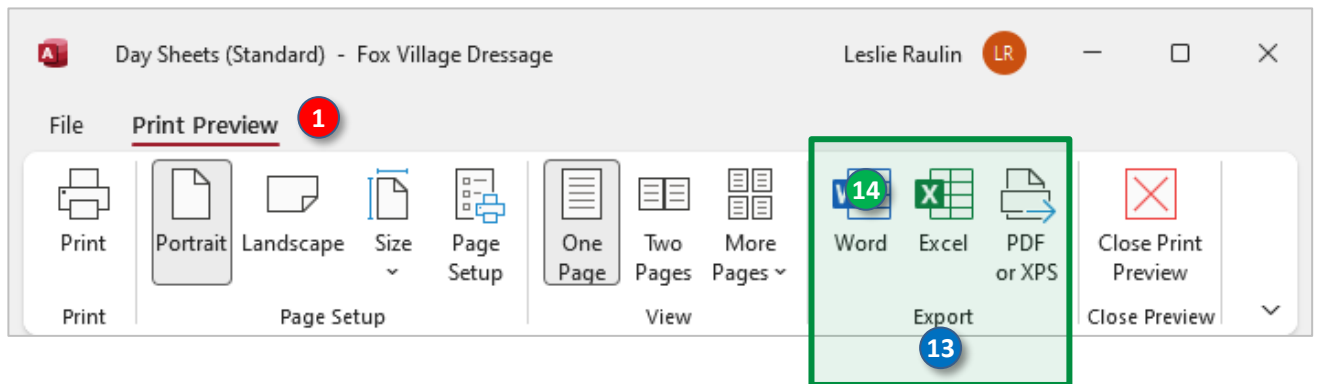 A Day Sheets (Standard) - Fox Village Dressage Leslie Raulin LR
File Print Preview 1
W 14 X
Print Portrait Landscape Size Page Setup One Page Two Pages More Pages Word Excel PDF or XPS Close Print Preview
Print Page Setup View Export Close Preview
13